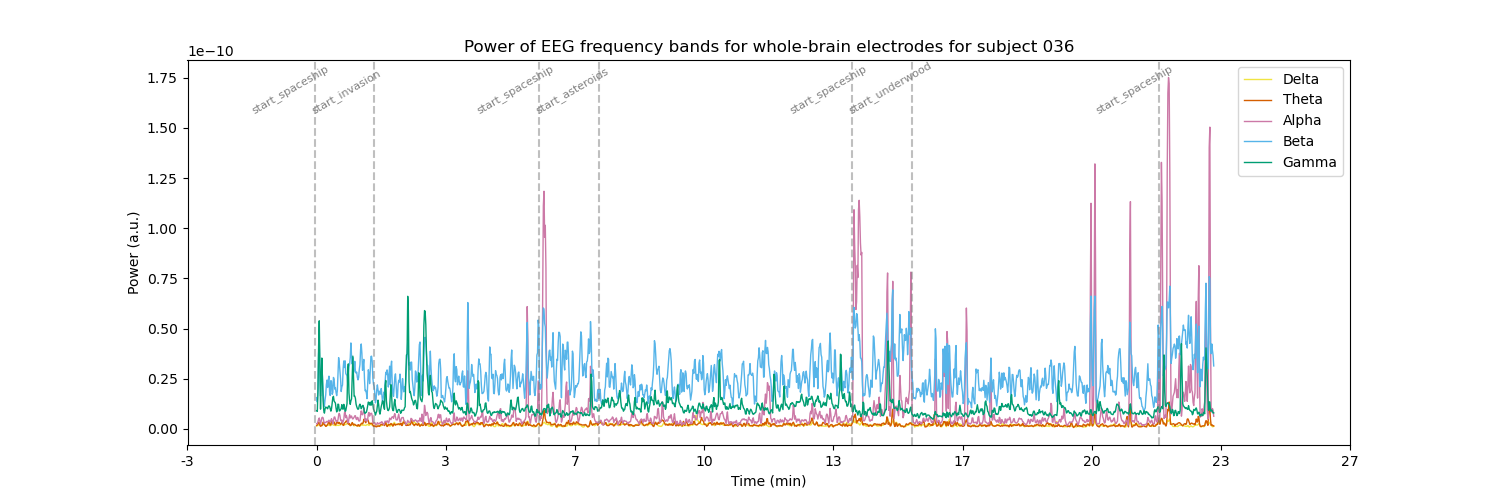 Power of EEG frequency bands for whole-brain electrodes for subject 036
1e−10
1.75
1.50
1.25
1.00
0.75
0.50
0.25
0.00
Power (a.u.)
start_spaceship
start_invasion
start_spaceship
start_asteroids
start_spaceship
start_underwood
start_spaceship
Delta
Theta
Alpha
Beta
Gamma
-3 0 3 7 10 13 17 20 23 27
Time (min)